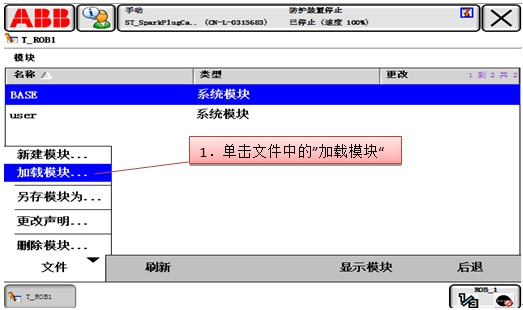 ABB
手动
防护装置停止
ST_SparkPlugCa.. (CN-L-0315683)
已停止 (速度 100%)
T_ROB1
模块
名称
类型
更改
1 到 2 共 2
BASE
系统模块
user
系统模块
1. 单击文件中的"加载模块"
新建模块...
加载模块...
另存模块为...
更改声明...
删除模块...
文件
刷新
显示模块
后退
T_ROB1
ROB_1
1/3